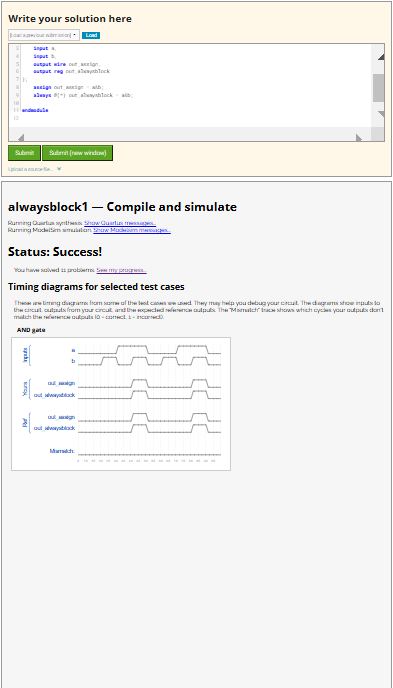 Write your solution here
[Load a previous submission]
Load
3 input a,
4 input b,
5 output wire out_assign,
6 output reg out_alwaysblock
7 );
8 assign out_assign = a&b;
9 always @(*) out_alwaysblock = a&b;
10
11 endmodule
12
Submit
Submit (new window)
Upload a source file...
alwaysblock1 — Compile and simulate
Running Quartus synthesis. Show Quartus messages...
Running ModelSim simulation. Show Modelsim messages...
Status: Success!
You have solved 11 problems. See my progress...
Timing diagrams for selected test cases
These are timing diagrams from some of the test cases we used. They may help you debug your circuit. The diagrams show inputs to
the circuit, outputs from your circuit, and the expected reference outputs. The "Mismatch" trace shows which cycles your outputs don't
match the reference outputs (0 = correct, 1 = incorrect).
AND gate
Inputs
a
b
Yours
out_assign
out_alwaysblock
Ref
out_assign
out_alwaysblock
Mismatch: